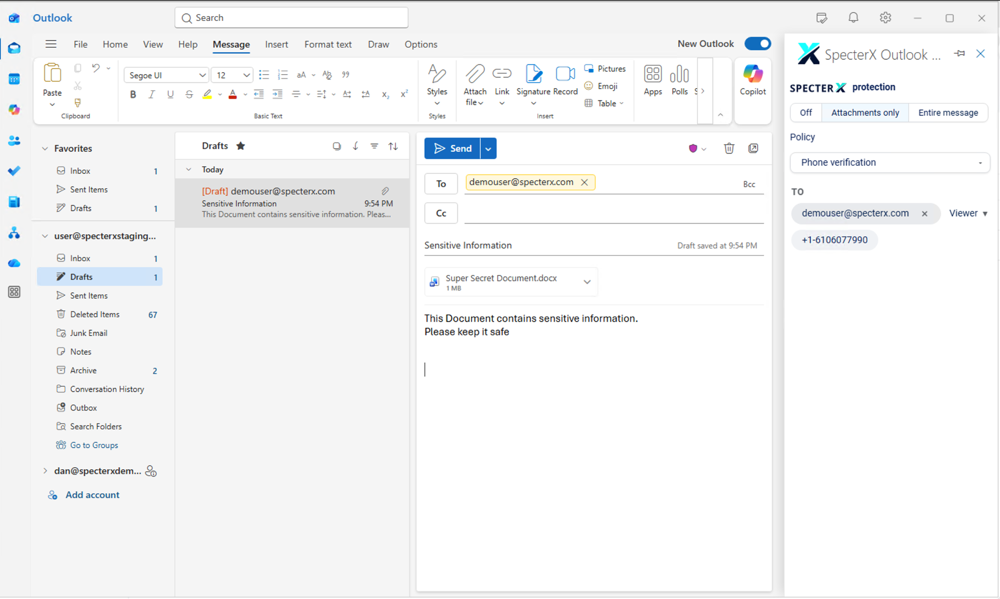 Outlook
Search
File Home View Help Message Insert Format text Draw Options
New Outlook
Paste
Clipboard
Segoe UI 12
Basic Text
Styles
Styles
Attach file
Link
Signature
Record
Pictures
Emoji
Table
Insert
Apps
Polls
Copilot
Favorites
Inbox 1
Sent Items
Drafts 1
user@specterxstaging...
Inbox 1
Drafts 1
Sent Items
Deleted Items 67
Junk Email
Notes
Archive 2
Conversation History
Outbox
Search Folders
Go to Groups
dan@specterxdem...
Add account
Drafts
Today
[Draft] demouser@specterx.com
Sensitive Information 9:54 PM
This Document contains sensitive information. Pleas...
Send
To demouser@specterx.com Bcc
Cc
Sensitive Information Draft saved at 9:54 PM
Super Secret Document.docx
1 MB
This Document contains sensitive information.
Please keep it safe
SpecterX Outlook ...
SPECTERX protection
Off Attachments only Entire message
Policy
Phone verification
TO
demouser@specterx.com Viewer
+1-6106077990